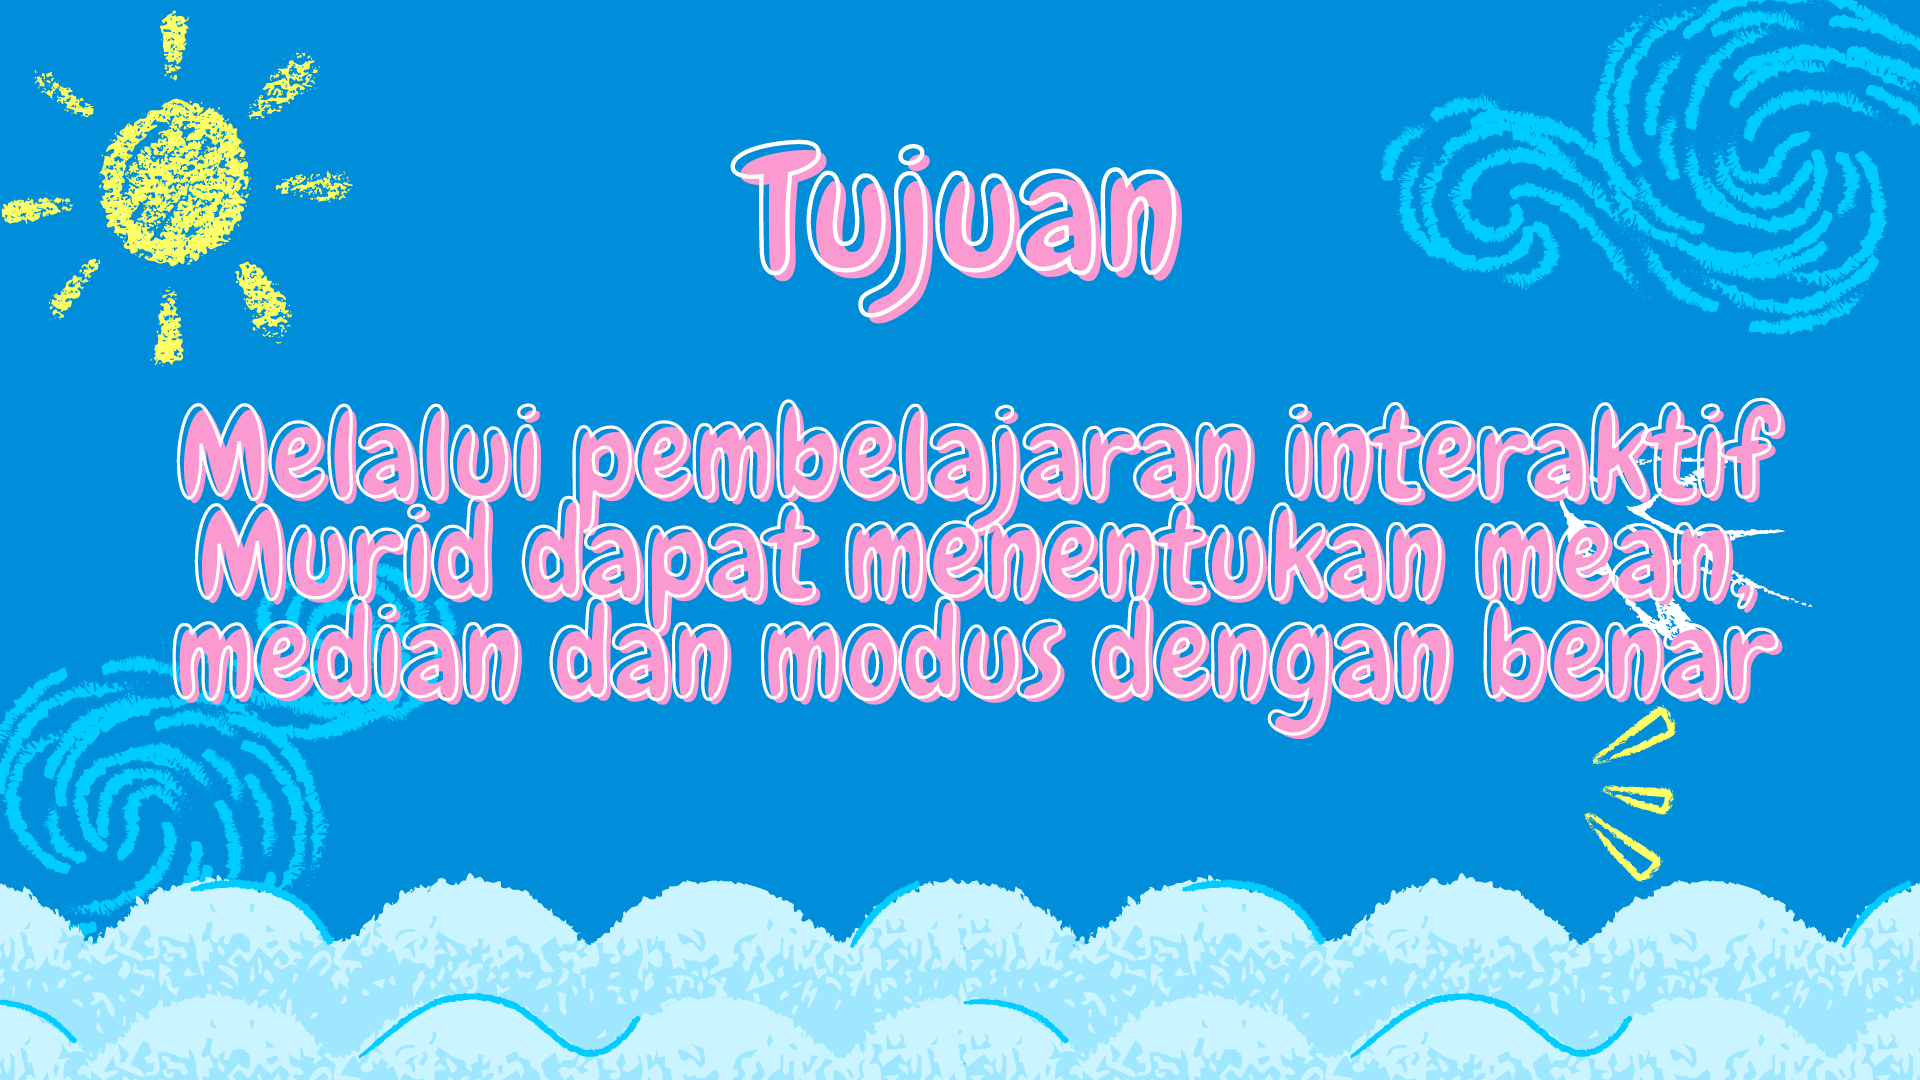 Tujuan
Melalui pembelajaran interaktif
Murid dapat menentukan mean,
median dan modus dengan benar